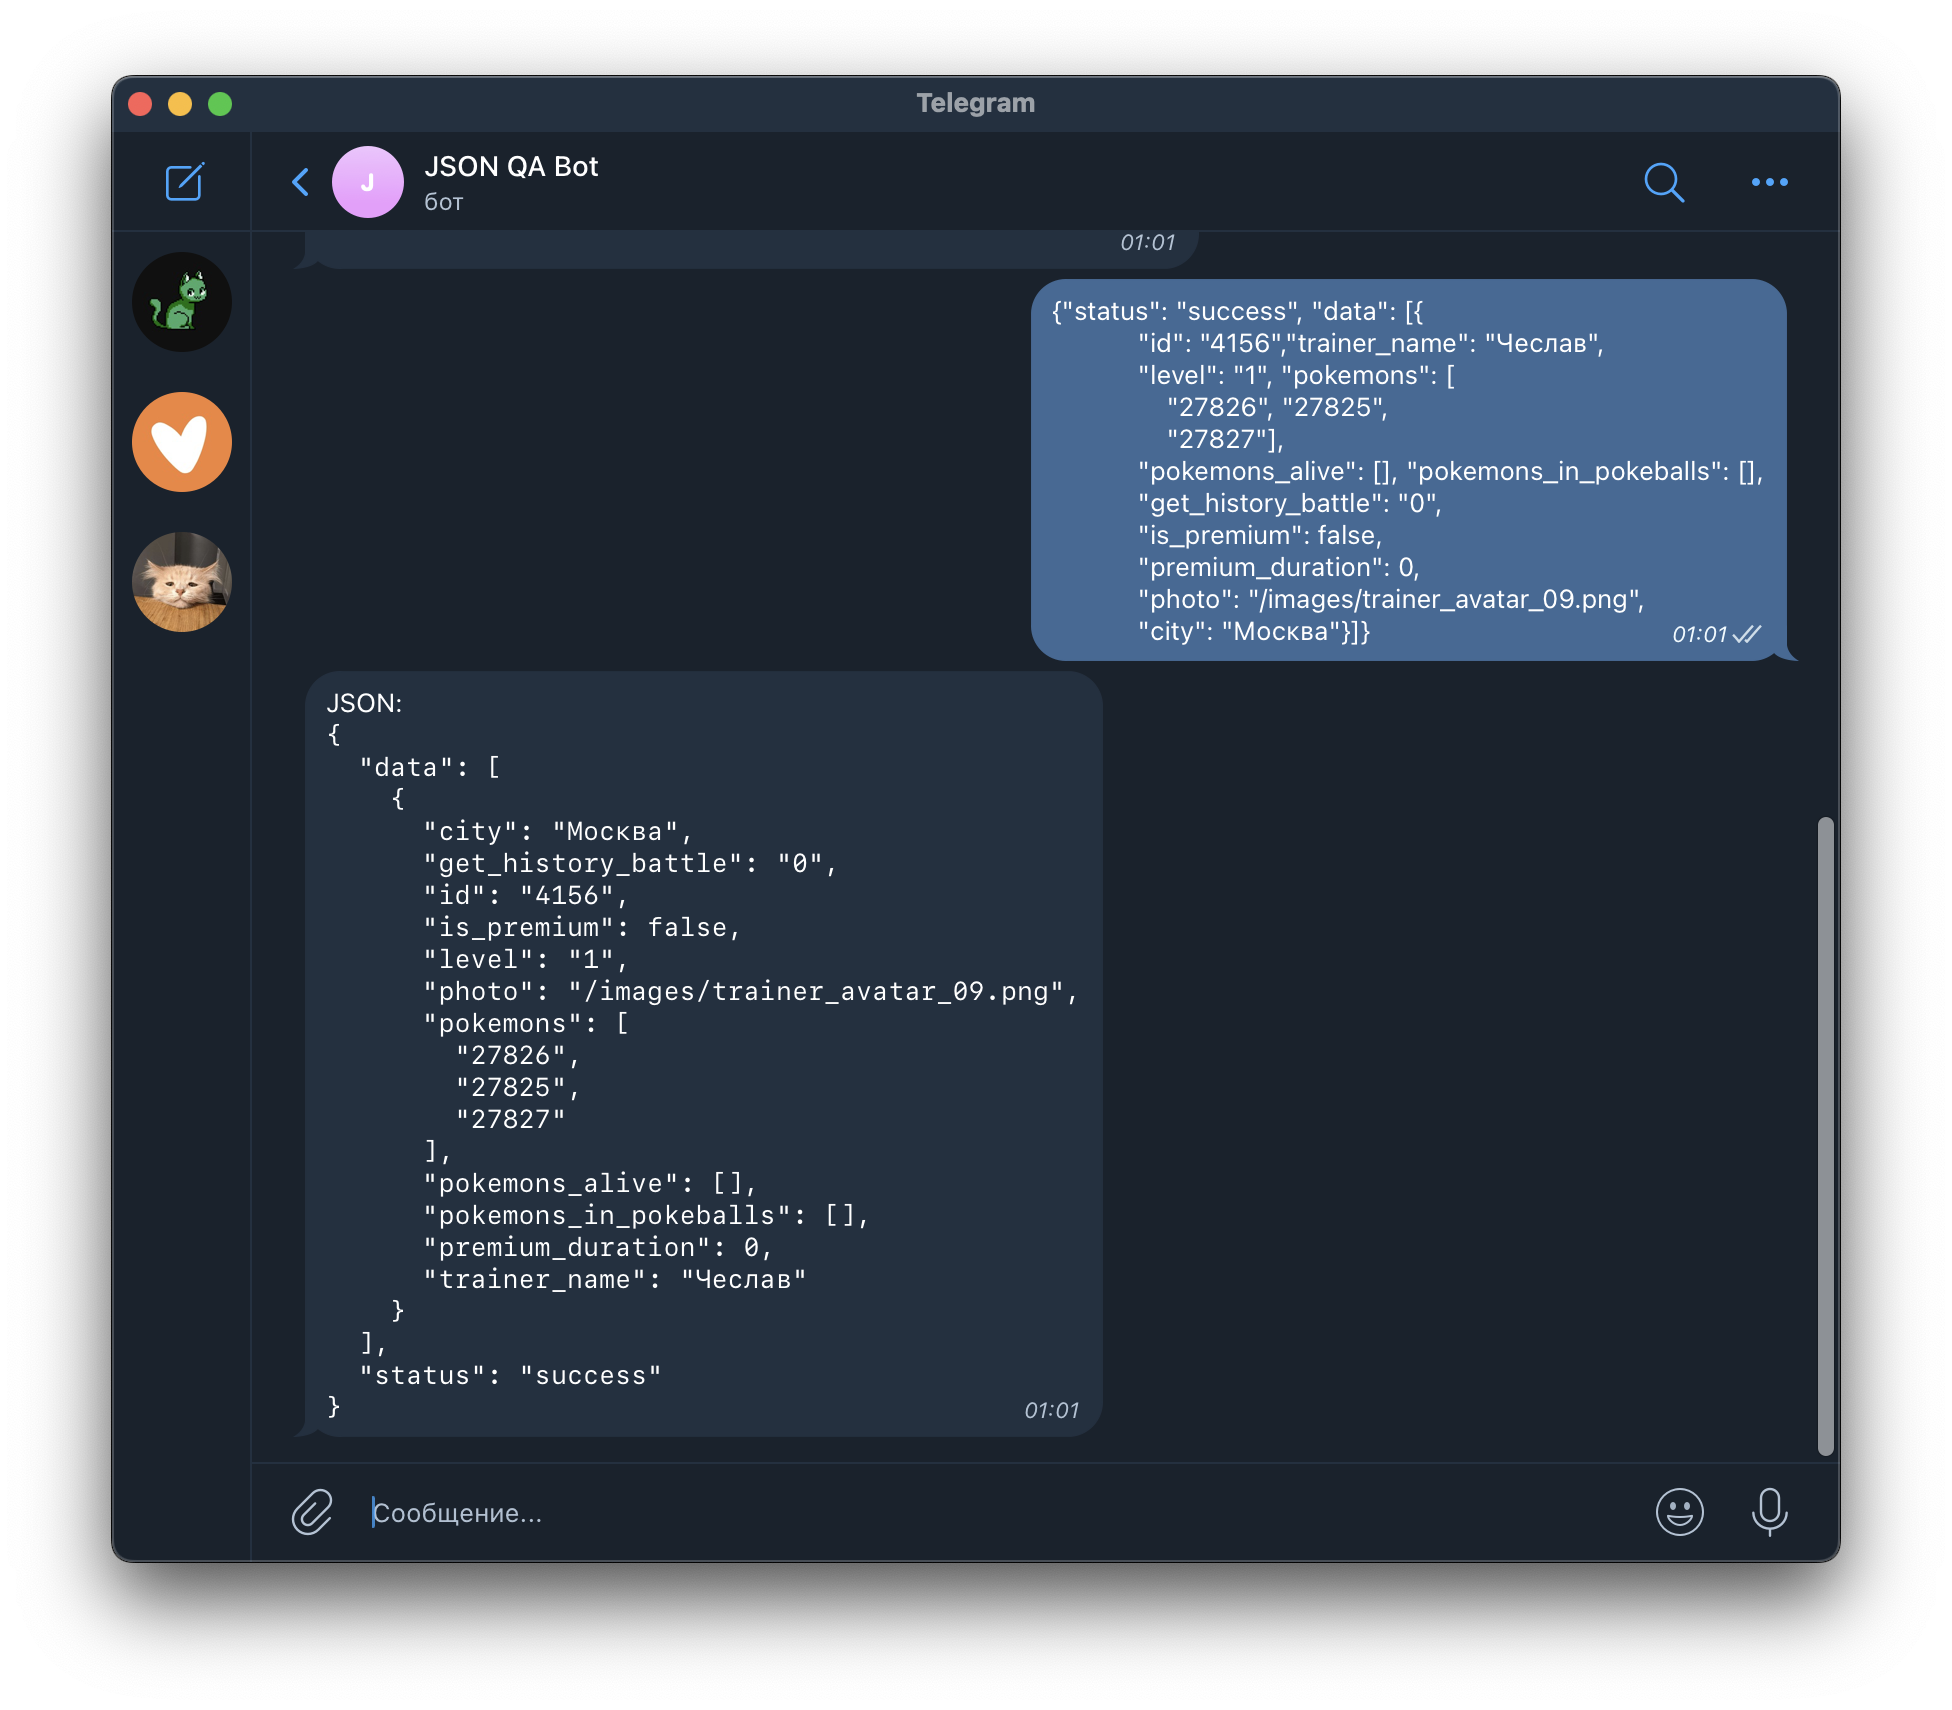 Telegram
JSON QA Bot
бот
J
01:01
{"status": "success", "data": [{
"id": "4156","trainer_name": "Чеслав",
"level": "1", "pokemons": [
"27826", "27825",
"27827"],
"pokemons_alive": [], "pokemons_in_pokeballs": [],
"get_history_battle": "0",
"is_premium": false,
"premium_duration": 0,
"photo": "/images/trainer_avatar_09.png",
"city": "Москва"}]}
01:01
JSON:
{
  "data": [
    {
      "city": "Москва",
      "get_history_battle": "0",
      "id": "4156",
      "is_premium": false,
      "level": "1",
      "photo": "/images/trainer_avatar_09.png",
      "pokemons": [
        "27826",
        "27825",
        "27827"
      ],
      "pokemons_alive": [],
      "pokemons_in_pokeballs": [],
      "premium_duration": 0,
      "trainer_name": "Чеслав"
    }
  ],
  "status": "success"
}
01:01
Сообщение...